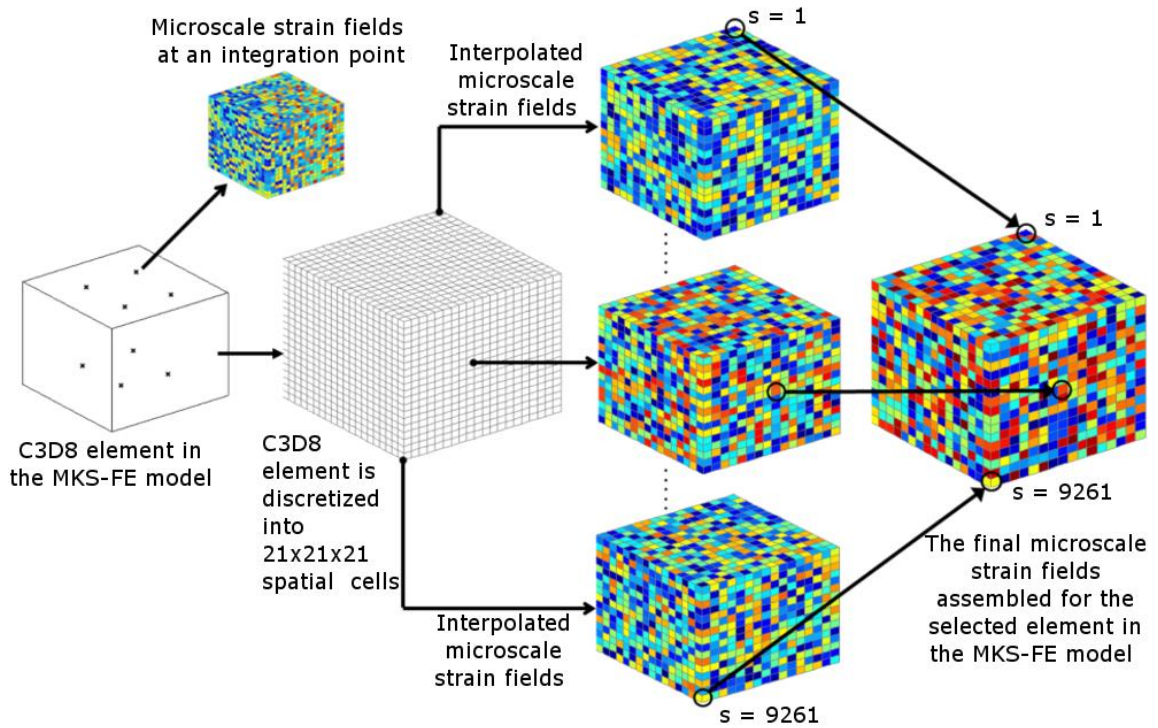 Microscale strain fields
at an integration point
Interpolated
microscale
strain fields
s = 1
s = 1
C3D8 element in
the MKS-FE model
C3D8
element is
discretized
into
21x21x21
spatial cells
Interpolated
microscale
strain fields
s = 9261
s = 9261
The final microscale
strain fields
assembled for the
selected element in
the MKS-FE model